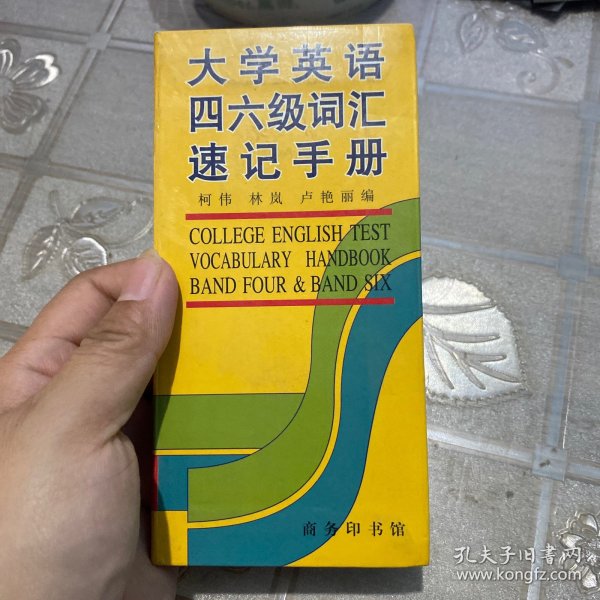 大学英语
四六级词汇
速记手册
柯伟 林岚 卢艳丽编
COLLEGE ENGLISH TEST
VOCABULARY HANDBOOK
BAND FOUR & BAND SIX
商务印书馆
孔夫子旧书网
www.kongfz.com